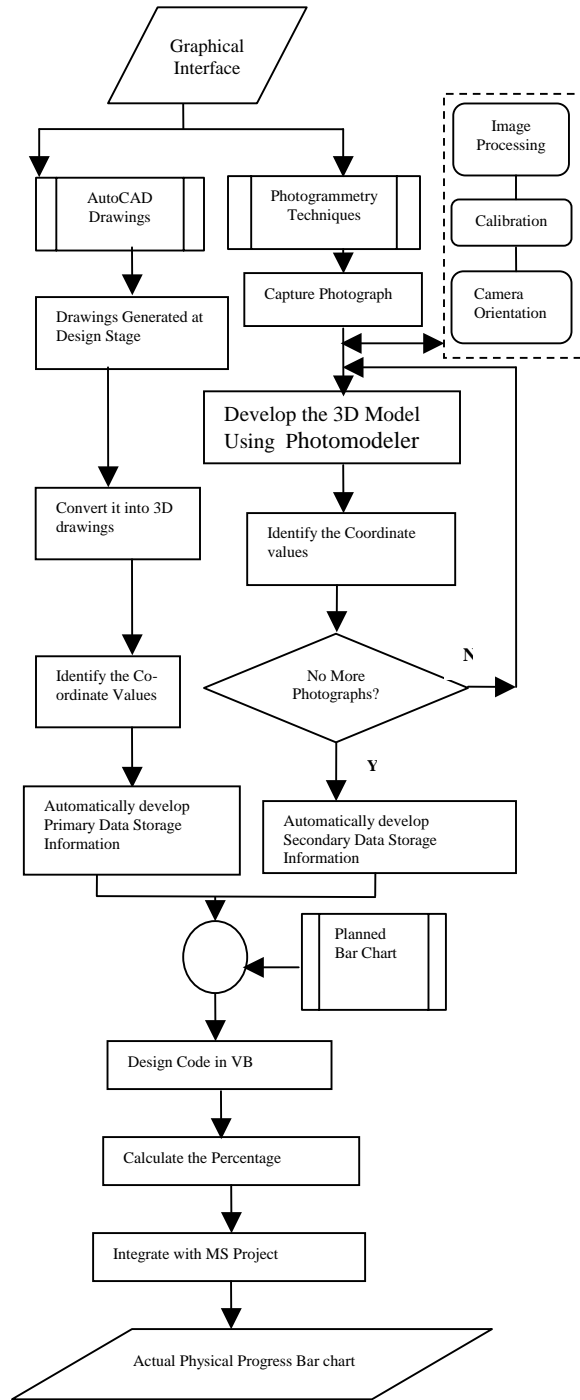 Graphical
Interface
Image
Processing
AutoCAD
Drawings
Photogrammetry
Techniques
Calibration
Capture Photograph
Camera
Orientation
Drawings Generated at
Design Stage
Develop the 3D Model
Using Photomodeler
Convert it into 3D
drawings
Identify the Coordinate
values
N
No More
Photographs?
Identify the Co-
ordinate Values
Y
Automatically develop
Primary Data Storage
Information
Automatically develop
Secondary Data Storage
Information
Planned
Bar Chart
Design Code in VB
Calculate the Percentage
Integrate with MS Project
Actual Physical Progress Bar chart